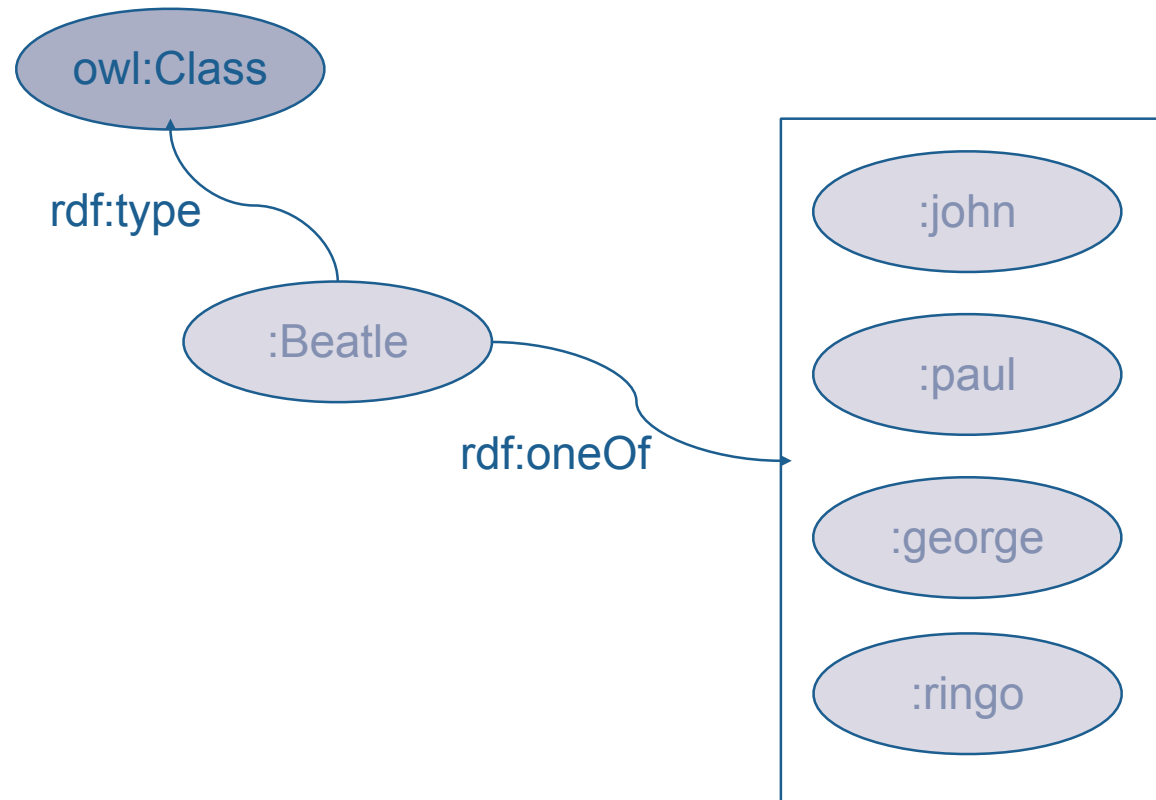 owl:Class
rdf:type
:Beatle
rdf:oneOf
:john
:paul
:george
:ringo